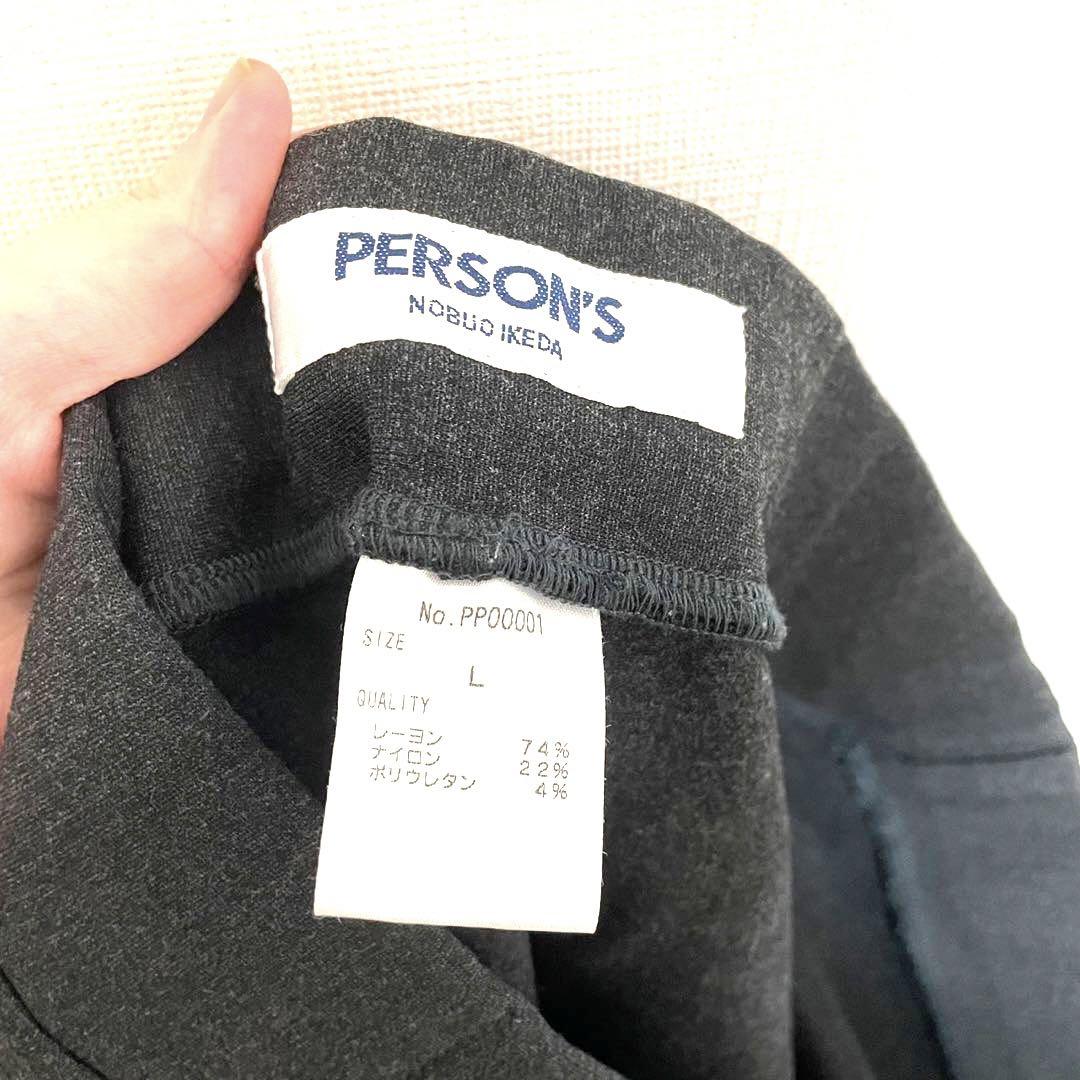 PERSON'S
NOBUO IKEDA
No.PP00001
SIZE
L
QUALITY
レーヨン 74%
ナイロン 22%
ポリウレタン 4%